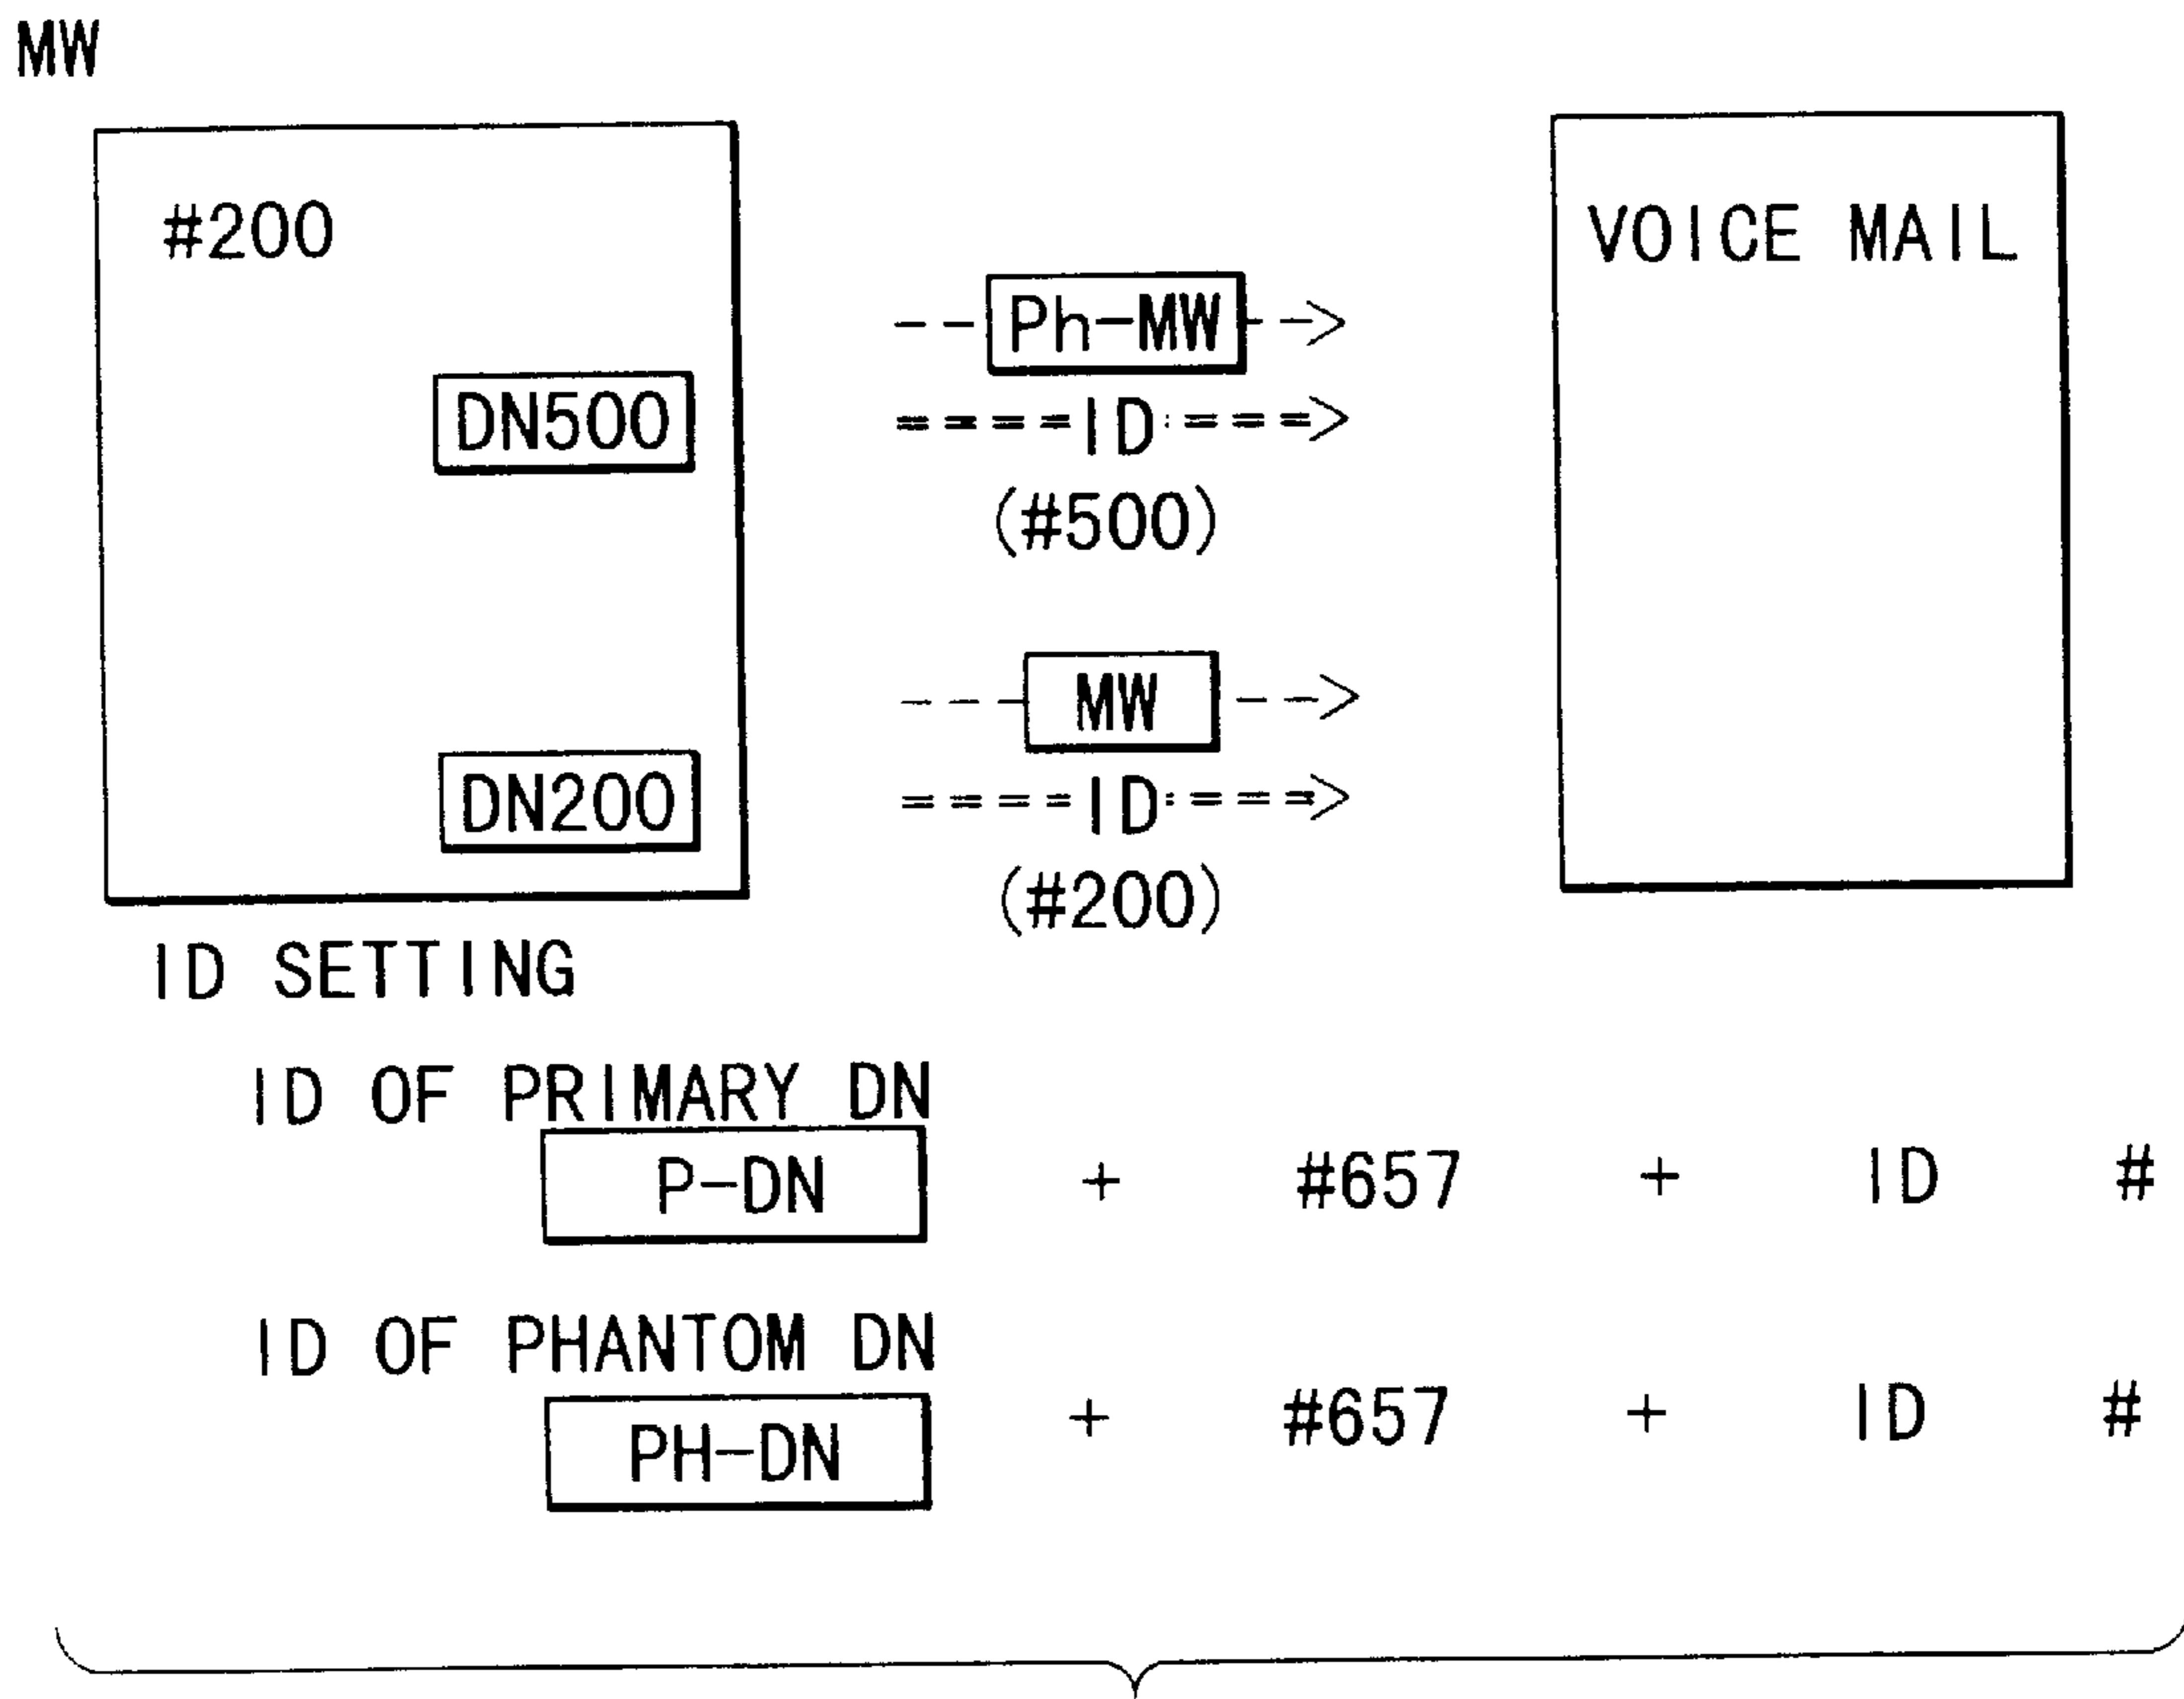 MW
#200
VOICE MAIL
Ph-MW
DN500
ID
(#500)
MW
DN200
ID
(#200)
ID SETTING
ID OF PRIMARY DN
P-DN + #657 + ID #
ID OF PHANTOM DN
PH-DN + #657 + ID #